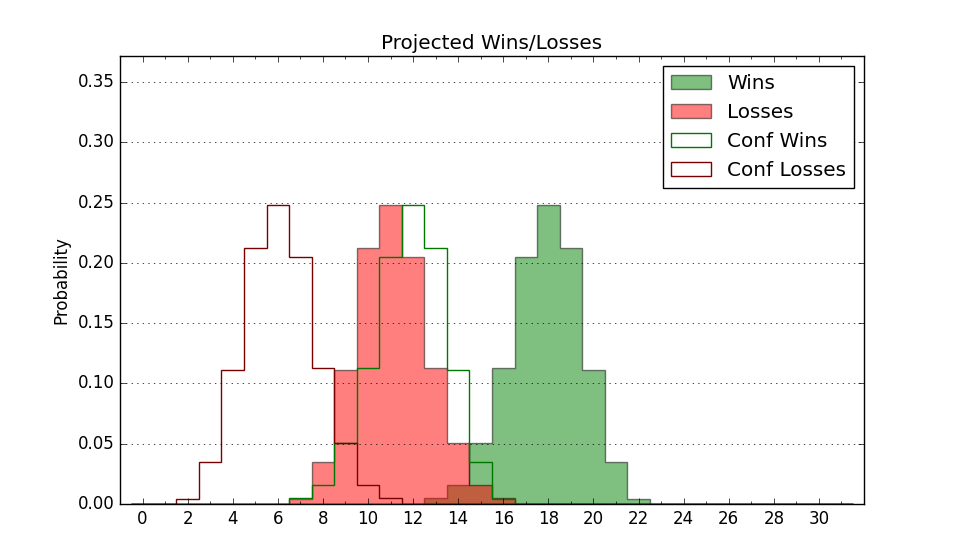 Projected Wins/Losses
Wins
Losses
Conf Wins
Conf Losses
Probability
0.35
0.30
0.25
0.20
0.15
0.10
0.05
0.00
0 2 4 6 8 10 12 14 16 18 20 22 24 26 28 30